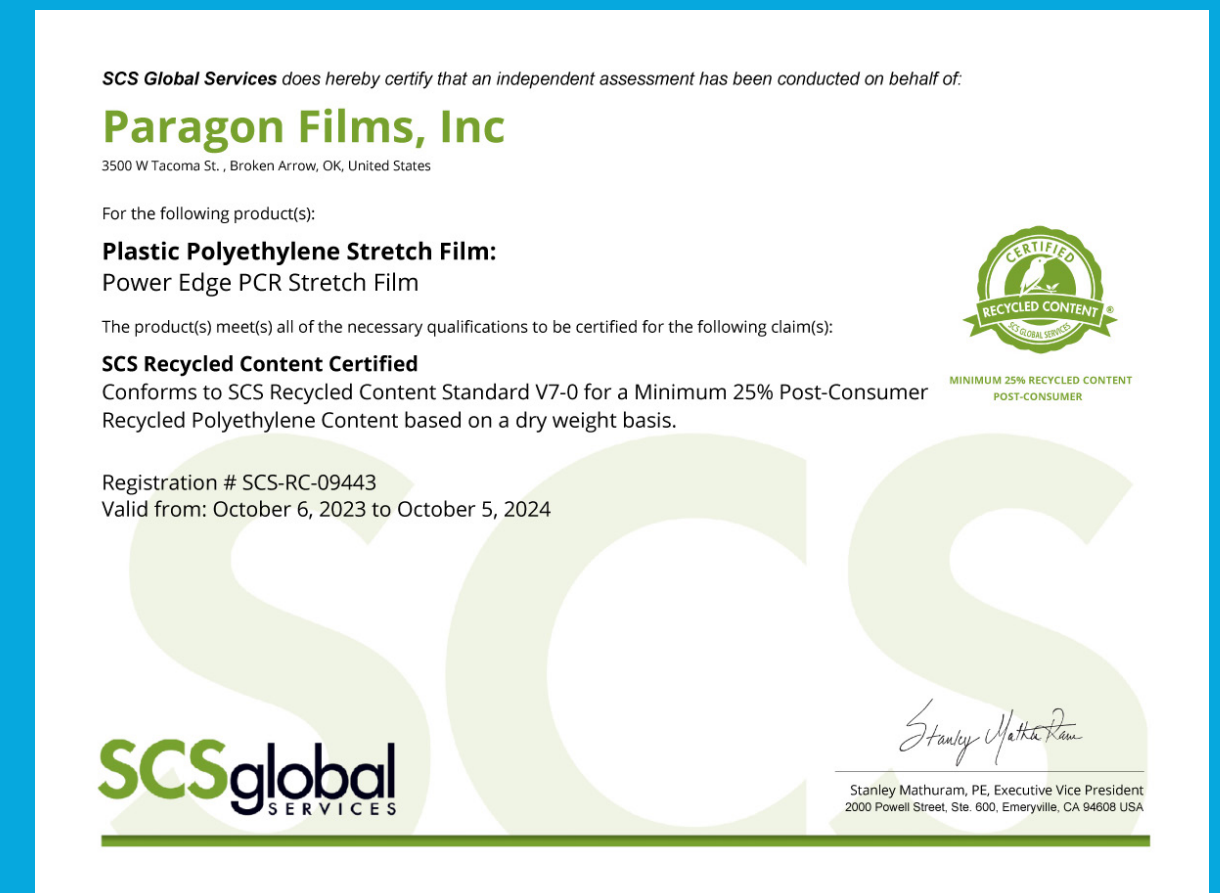 SCS Global Services does hereby certify that an independent assessment has been conducted on behalf of:
Paragon Films, Inc
3500 W Tacoma St. , Broken Arrow, OK, United States
For the following product(s):
Plastic Polyethylene Stretch Film:
Power Edge PCR Stretch Film
The product(s) meet(s) all of the necessary qualifications to be certified for the following claim(s):
SCS Recycled Content Certified
Conforms to SCS Recycled Content Standard V7-0 for a Minimum 25% Post-Consumer
Recycled Polyethylene Content based on a dry weight basis.
CERTIFIED
RECYCLED CONTENT ®
SCS GLOBAL SERVICES
MINIMUM 25% RECYCLED CONTENT
POST-CONSUMER
Registration # SCS-RC-09443
Valid from: October 6, 2023 to October 5, 2024
SCS
SCSglobal
SERVICES
Stanley Mathu Ram
Stanley Mathuram, PE, Executive Vice President
2000 Powell Street, Ste. 600, Emeryville, CA 94608 USA